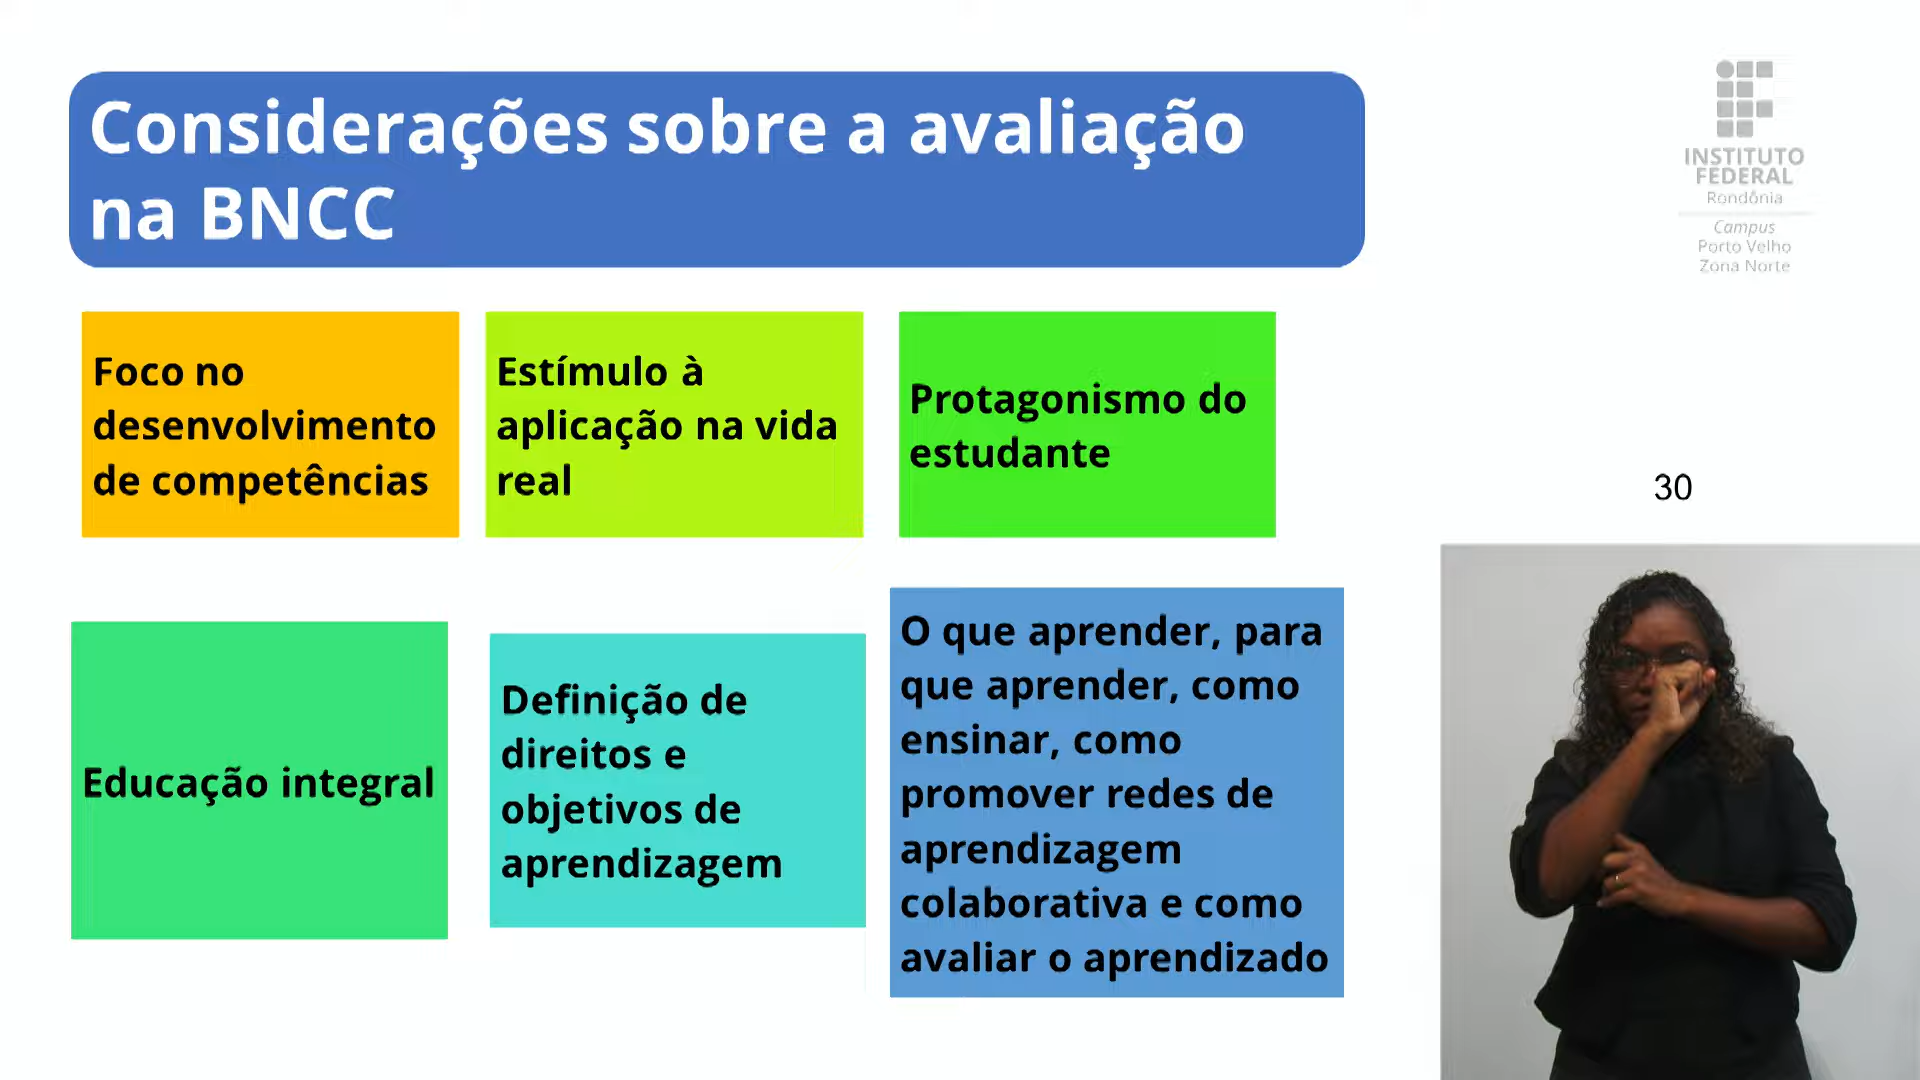 Considerações sobre a avaliação
na BNCC
INSTITUTO
FEDERAL
Rondônia
Campus
Porto Velho
Zona Norte
Foco no
desenvolvimento
de competências
Estímulo à
aplicação na vida
real
Protagonismo do
estudante
30
Educação integral
Definição de
direitos e
objetivos de
aprendizagem
O que aprender, para
que aprender, como
ensinar, como
promover redes de
aprendizagem
colaborativa e como
avaliar o aprendizado